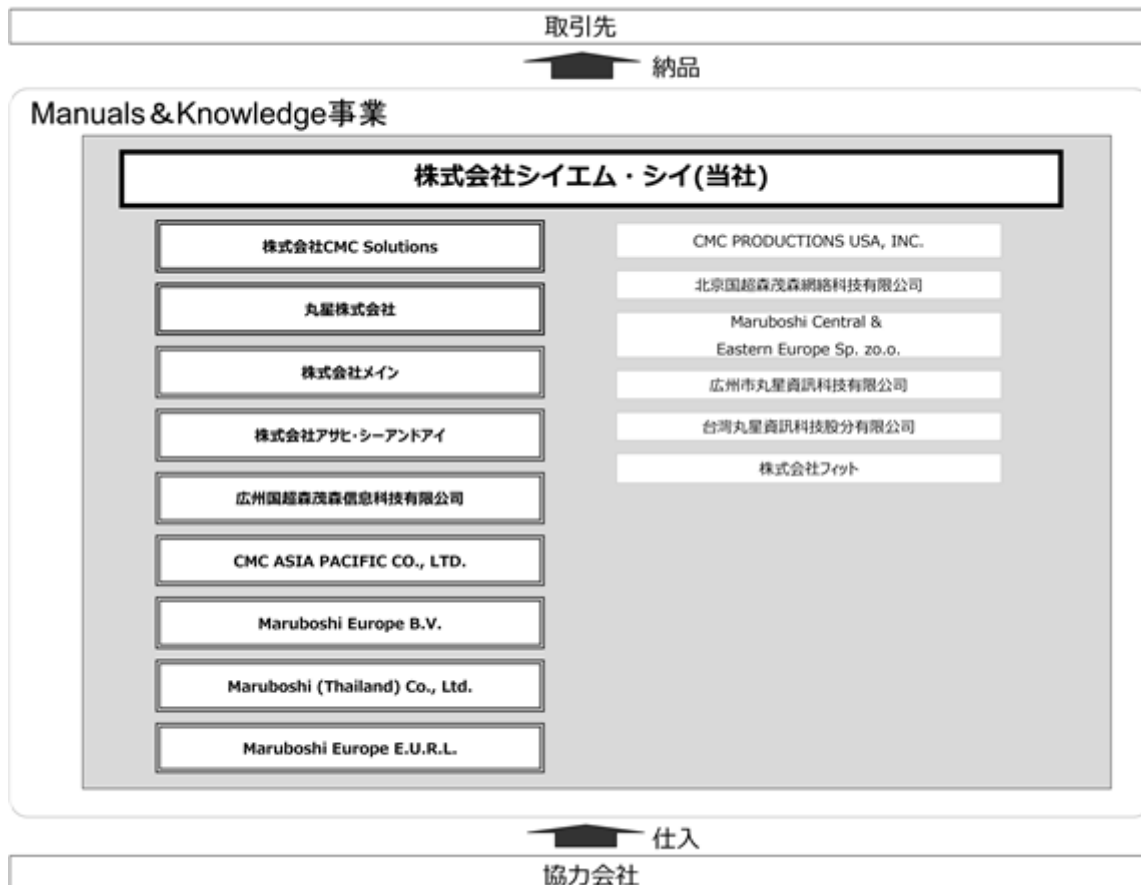 取引先
納品
Manuals&Knowledge事業
株式会社シイエム・シイ(当社)
株式会社CMC Solutions
丸星株式会社
株式会社メイン
株式会社アサヒ・シーアンドアイ
広州国超森茂森信息科技有限公司
CMC ASIA PACIFIC CO., LTD.
Maruboshi Europe B.V.
Maruboshi (Thailand) Co., Ltd.
Maruboshi Europe E.U.R.L.
CMC PRODUCTIONS USA, INC.
北京国超森茂森網絡科技有限公司
Maruboshi Central &
Eastern Europe Sp. zo.o.
広州市丸星資訊科技有限公司
台湾丸星資訊科技股分有限公司
株式会社フィット
仕入
協力会社